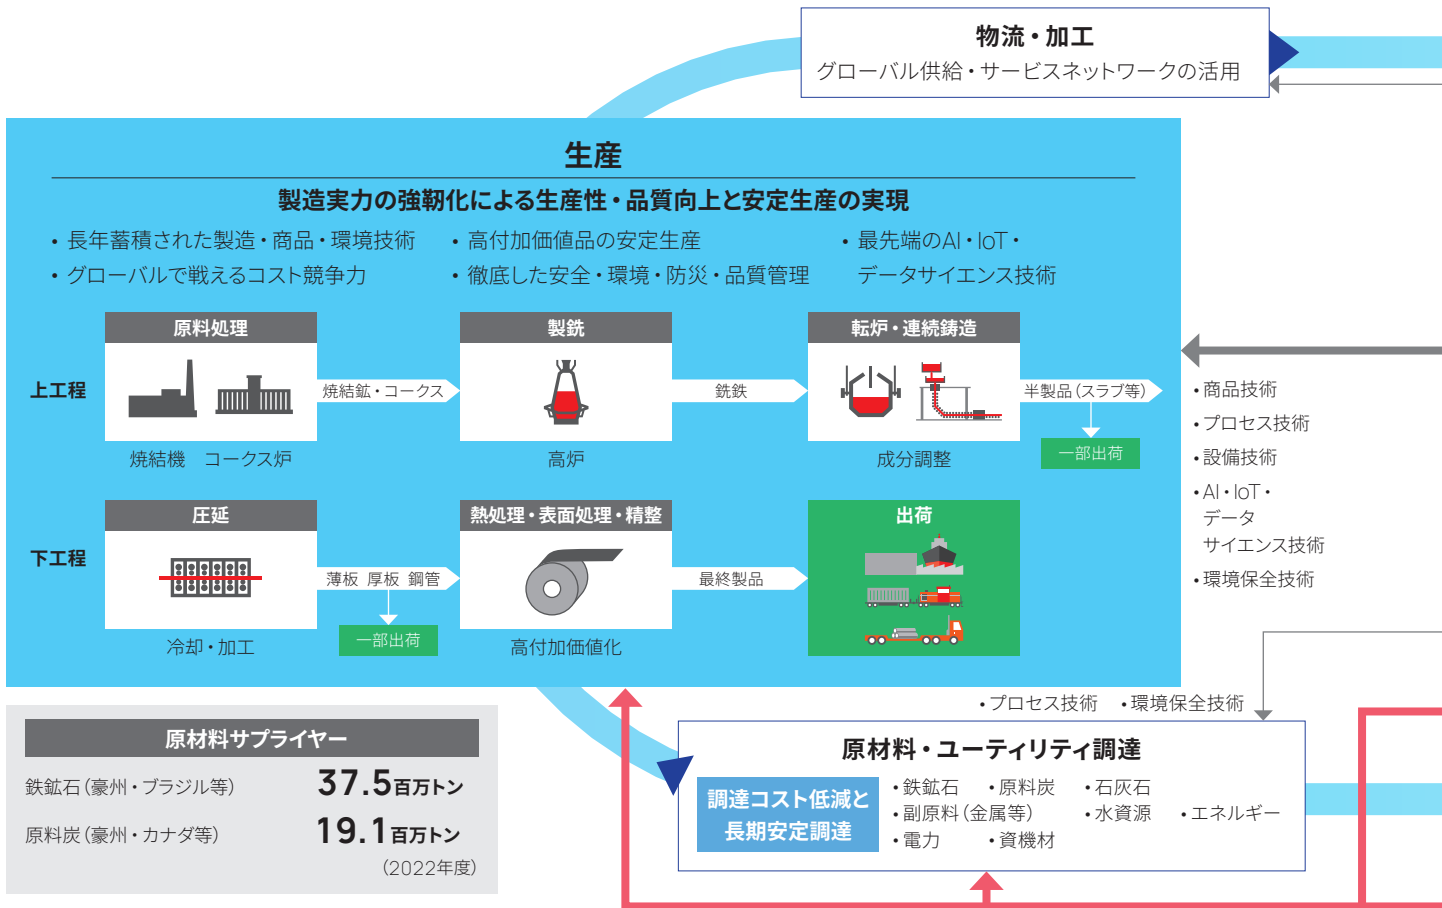 物流・加工
グローバル供給・サービスネットワークの活用
生産
製造実力の強靭化による生産性・品質向上と安定生産の実現
・長年蓄積された製造・商品・環境技術
・グローバルで戦えるコスト競争力
・高付加価値品の安定生産
・徹底した安全・環境・防災・品質管理
・最先端のAI・IoT・
データサイエンス技術
上工程
原料処理
焼結機 コークス炉
焼結鉱・コークス
製銑
高炉
銑鉄
転炉・連続鋳造
成分調整
半製品（スラブ等）
一部出荷
下工程
圧延
冷却・加工
薄板 厚板 鋼管
一部出荷
熱処理・表面処理・精整
高付加価値化
最終製品
出荷
・商品技術
・プロセス技術
・設備技術
・AI・IoT・
データ
サイエンス技術
・環境保全技術
・プロセス技術 ・環境保全技術
原材料サプライヤー
鉄鉱石（豪州・ブラジル等） 37.5百万トン
原料炭（豪州・カナダ等） 19.1百万トン
（2022年度）
原材料・ユーティリティ調達
調達コスト低減と
長期安定調達
・鉄鉱石 ・原料炭 ・石灰石
・副原料（金属等） ・水資源 ・エネルギー
・電力 ・資機材